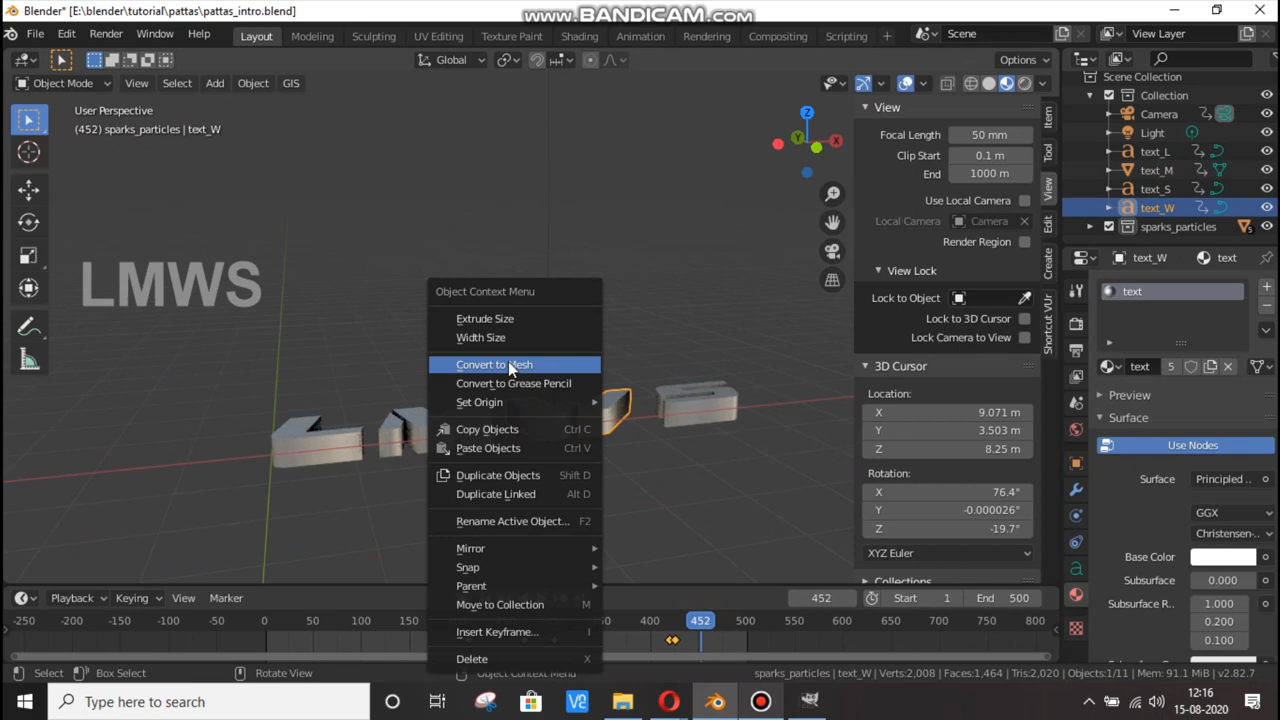 Blender* [E:\blender\tutorial\pattas\pattas_intro.blend]
www.BANDICAM.com
File Edit Render Window Help Layout Modeling Sculpting UV Editing Texture Paint Shading Animation Rendering Compositing Scripting + Scene View Layer
Global Options
Object Mode View Select Add Object GIS
User Perspective
(452) sparks_particles | text_W
Z
Y
X
LMWS
Object Context Menu
Extrude Size
Width Size
Convert to Mesh
Convert to Grease Pencil
Set Origin
Copy Objects Ctrl C
Paste Objects Ctrl V
Duplicate Objects Shift D
Duplicate Linked Alt D
Rename Active Object... F2
Mirror
Snap
Parent
Move to Collection M
Insert Keyframe... I
Delete X
View
Focal Length 50 mm
Clip Start 0.1 m
End 1000 m
Use Local Camera
Local Camera Camera
Render Region
View Lock
Lock to Object
Lock to 3D Cursor
Lock Camera to View
3D Cursor
Location:
X 9.071 m
Y 3.503 m
Z 8.25 m
Rotation:
X 76.4°
Y -0.000026°
Z -19.7°
XYZ Euler
Collections
Item
Tool
View
Edit
Create
Shortcut VUr
Scene Collection
Collection
Camera
Light
text_L
text_M
text_S
text_W
sparks_particles 5
text_W text
text
text 5
Preview
Surface
Use Nodes
Surface Principled ..
GGX
Christensen-..
Base Color
Subsurface 0.000
Subsurface R.. 1.000
0.200
0.100
Playback Keying View Marker 452 Start 1 End 500
-250 -200 -150 -100 -50 0 50 100 150 400 452 500 550 600 650
Select Box Select Rotate View Object Context Menu sparks_particles | text_W | Verts:2,008 | Faces:1,464 | Tris:2,020 | Objects:1/11 | Mem: 91.1 MiB | v2.82.7
Type here to search
12:16
15-08-2020